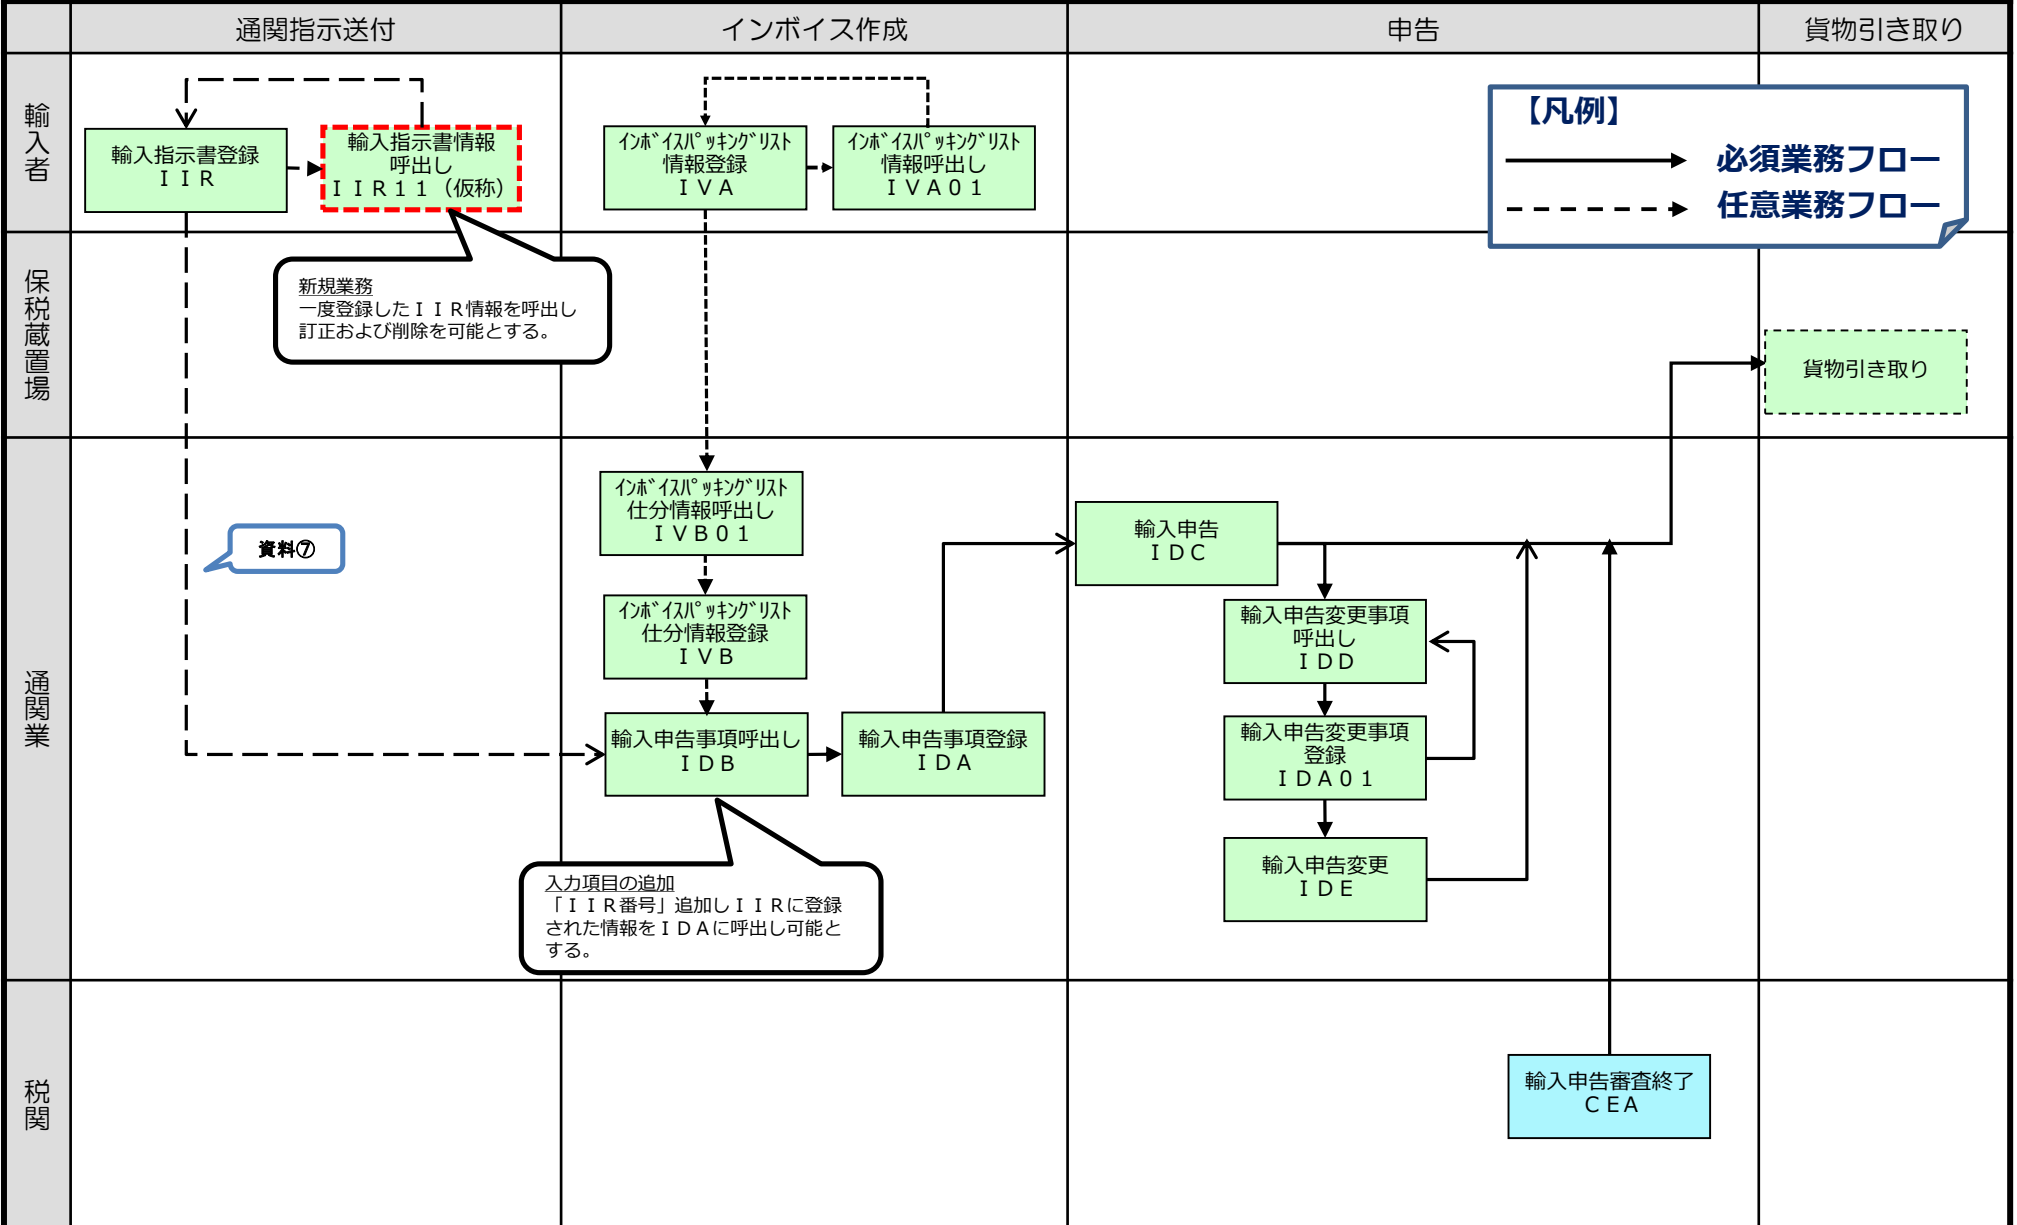 通関指示送付
インボイス作成
申告
貨物引き取り
輸入者
輸入指示書登録
ＩＩＲ
輸入指示書情報
呼出し
ＩＩＲ１１（仮称）
ｲﾝﾎﾞｲｽﾊﾟｯｷﾝｸﾞﾘｽﾄ
情報登録
ＩＶＡ
ｲﾝﾎﾞｲｽﾊﾟｯｷﾝｸﾞﾘｽﾄ
情報呼出し
ＩＶＡ０１
【凡例】
必須業務フロー
任意業務フロー
保税蔵置場
新規業務
一度登録したＩＩＲ情報を呼出し
訂正および削除を可能とする。
貨物引き取り
通関業
資料⑦
ｲﾝﾎﾞｲｽﾊﾟｯｷﾝｸﾞﾘｽﾄ
仕分情報呼出し
ＩＶＢ０１
ｲﾝﾎﾞｲｽﾊﾟｯｷﾝｸﾞﾘｽﾄ
仕分情報登録
ＩＶＢ
輸入申告事項呼出し
ＩＤＢ
輸入申告事項登録
ＩＤＡ
輸入申告
ＩＤＣ
輸入申告変更事項
呼出し
ＩＤＤ
輸入申告変更事項
登録
ＩＤＡ０１
輸入申告変更
ＩＤＥ
入力項目の追加
「ＩＩＲ番号」追加しＩＩＲに登録
された情報をＩＤＡに呼出し可能と
する。
税関
輸入申告審査終了
ＣＥＡ